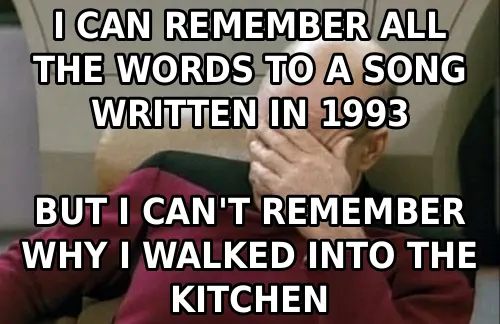 I CAN REMEMBER ALL
THE WORDS TO A SONG
WRITTEN IN 1993
BUT I CAN'T REMEMBER
WHY I WALKED INTO THE
KITCHEN